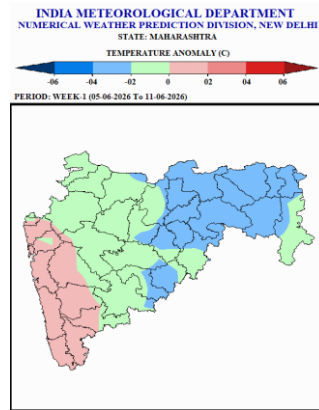 INDIA METEOROLOGICAL DEPARTMENT
NUMERICAL WEATHER PREDICTION DIVISION, NEW DELHI
STATE: MAHARASHTRA
TEMPERATURE ANOMALY (C)
-06 -04 -02 0 02 04 06
PERIOD: WEEK-1 (05-06-2026 To 11-06-2026)